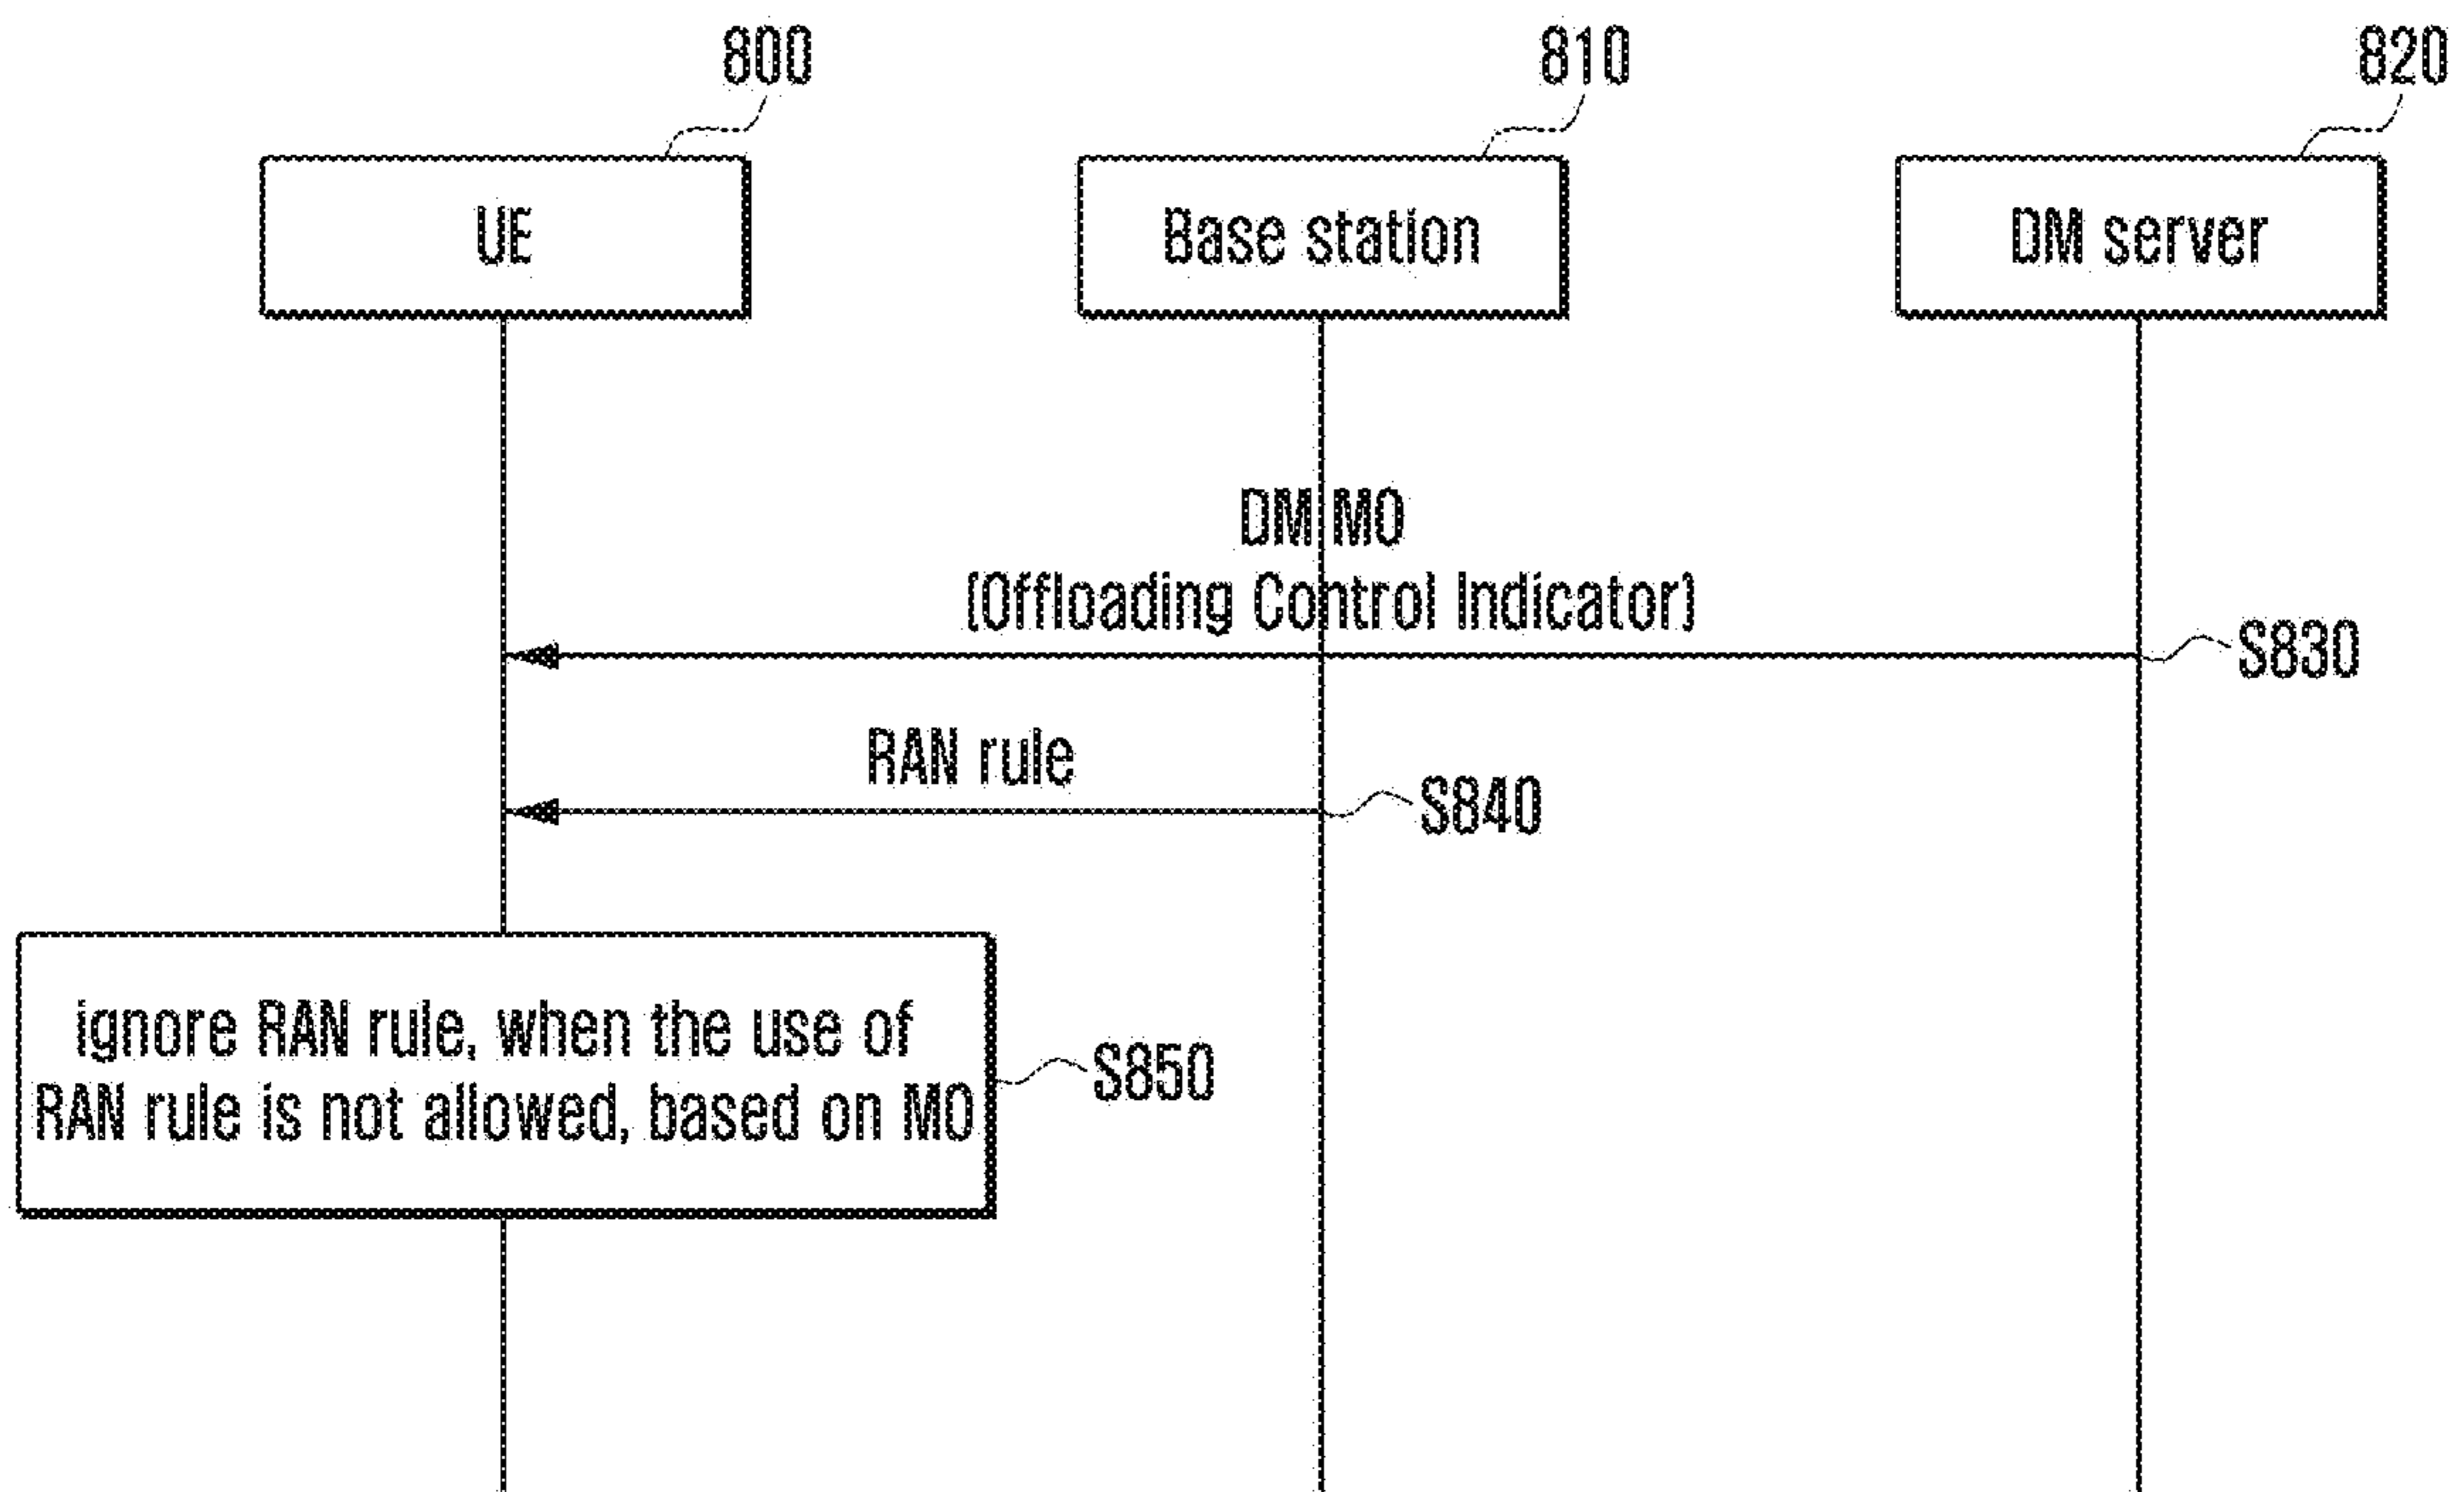 800
810
820
UE
Base station
DM server
DM MO
(Offloading Control Indicator)
S830
RAN rule
S840
ignore RAN rule, when the use of
RAN rule is not allowed, based on MO
S850